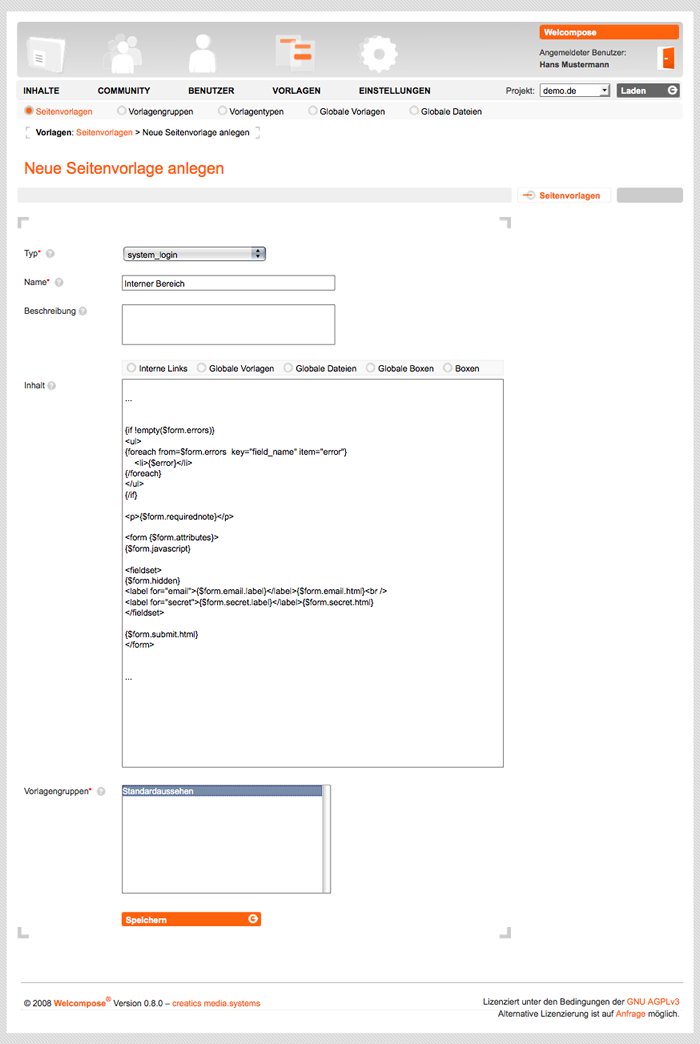 Welcompose
Angemeldeter Benutzer:
Hans Mustermann
INHALTE COMMUNITY BENUTZER VORLAGEN EINSTELLUNGEN Projekt: demo.de Laden
Seitenvorlagen Vorlagengruppen Vorlagentypen Globale Vorlagen Globale Dateien
Vorlagen: Seitenvorlagen > Neue Seitenvorlage anlegen
Neue Seitenvorlage anlegen
Seitenvorlagen
Typ* ? system_login
Name* ? Interner Bereich
Beschreibung ?
Interne Links Globale Vorlagen Globale Dateien Globale Boxen Boxen
Inhalt ?
...
{if !empty($form.errors)}
<ul>
{foreach from=$form.errors  key="field_name" item="error"}
    <li>{$error}</li>
{/foreach}
</ul>
{/if}
<p>{$form.requirednote}</p>
<form {$form.attributes}>
{$form.javascript}
<fieldset>
{$form.hidden}
<label for="email">{$form.email.label}</label>{$form.email.html}<br />
<label for="secret">{$form.secret.label}</label>{$form.secret.html}
</fieldset>
{$form.submit.html}
</form>
...
Vorlagengruppen* ? Standardaussehen
Speichern
© 2008 Welcompose® Version 0.8.0 – creatics media.systems
Lizenziert unter den Bedingungen der GNU AGPLv3
Alternative Lizenzierung ist auf Anfrage möglich.